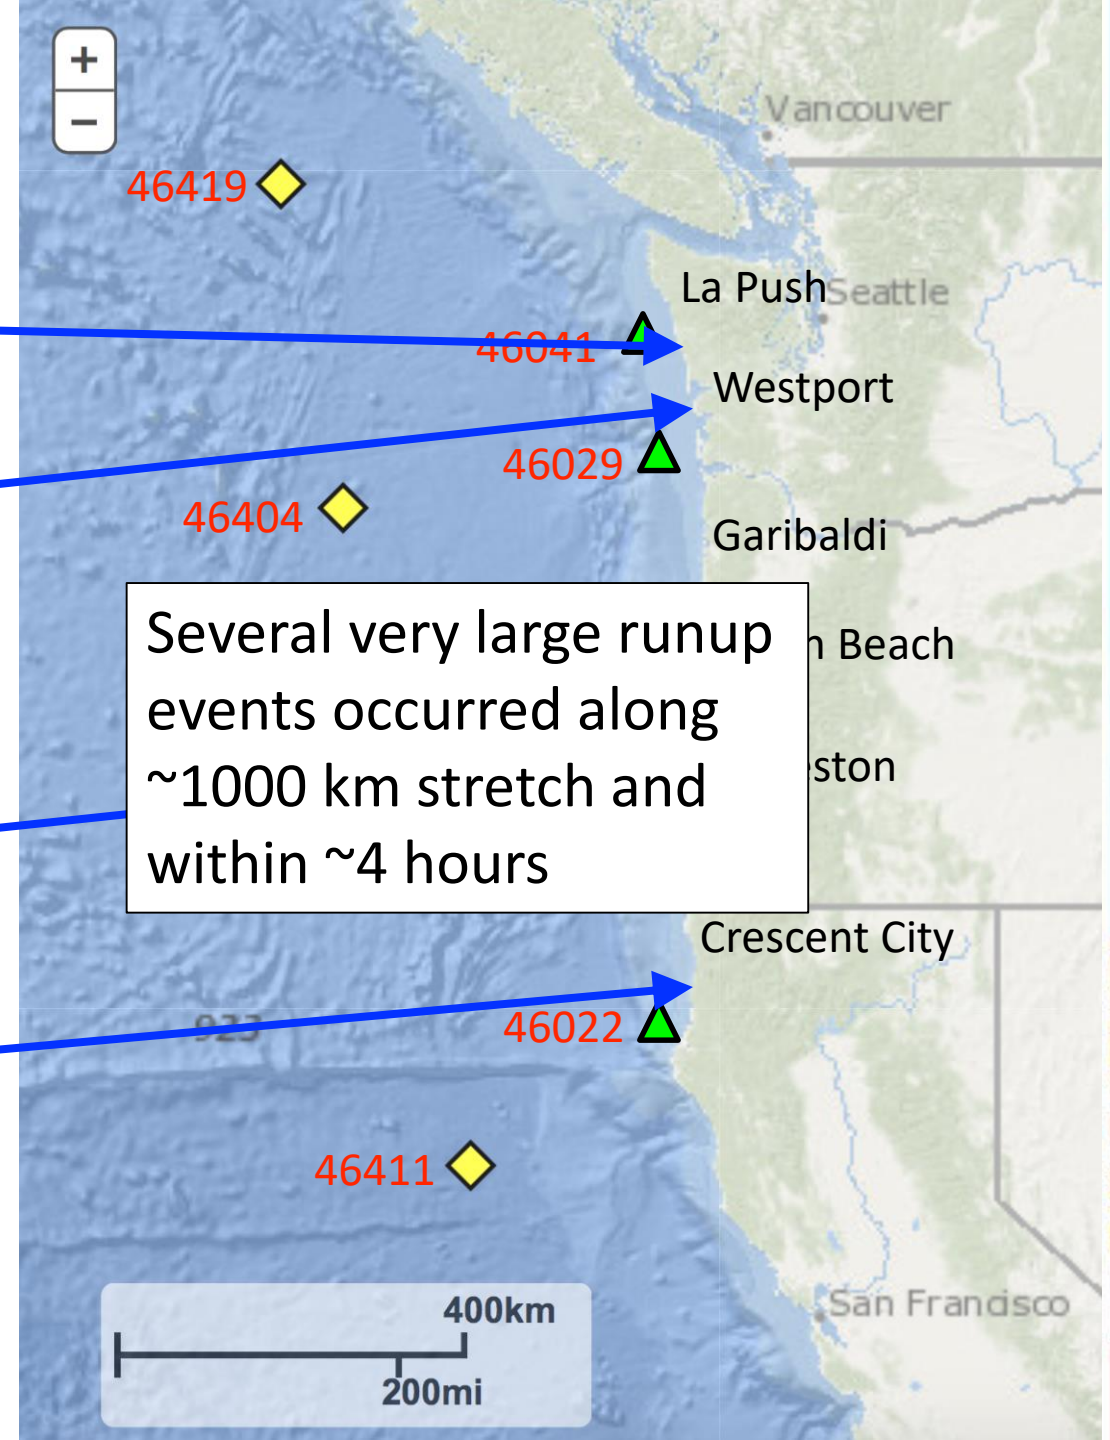 +
−
Vancouver
46419
La Push
Seattle
46041
Westport
46029
46404
Garibaldi
Several very large runup
events occurred along
~1000 km stretch and
within ~4 hours
Beach
Crescent City
46022
46411
400km
200mi
San Francisco